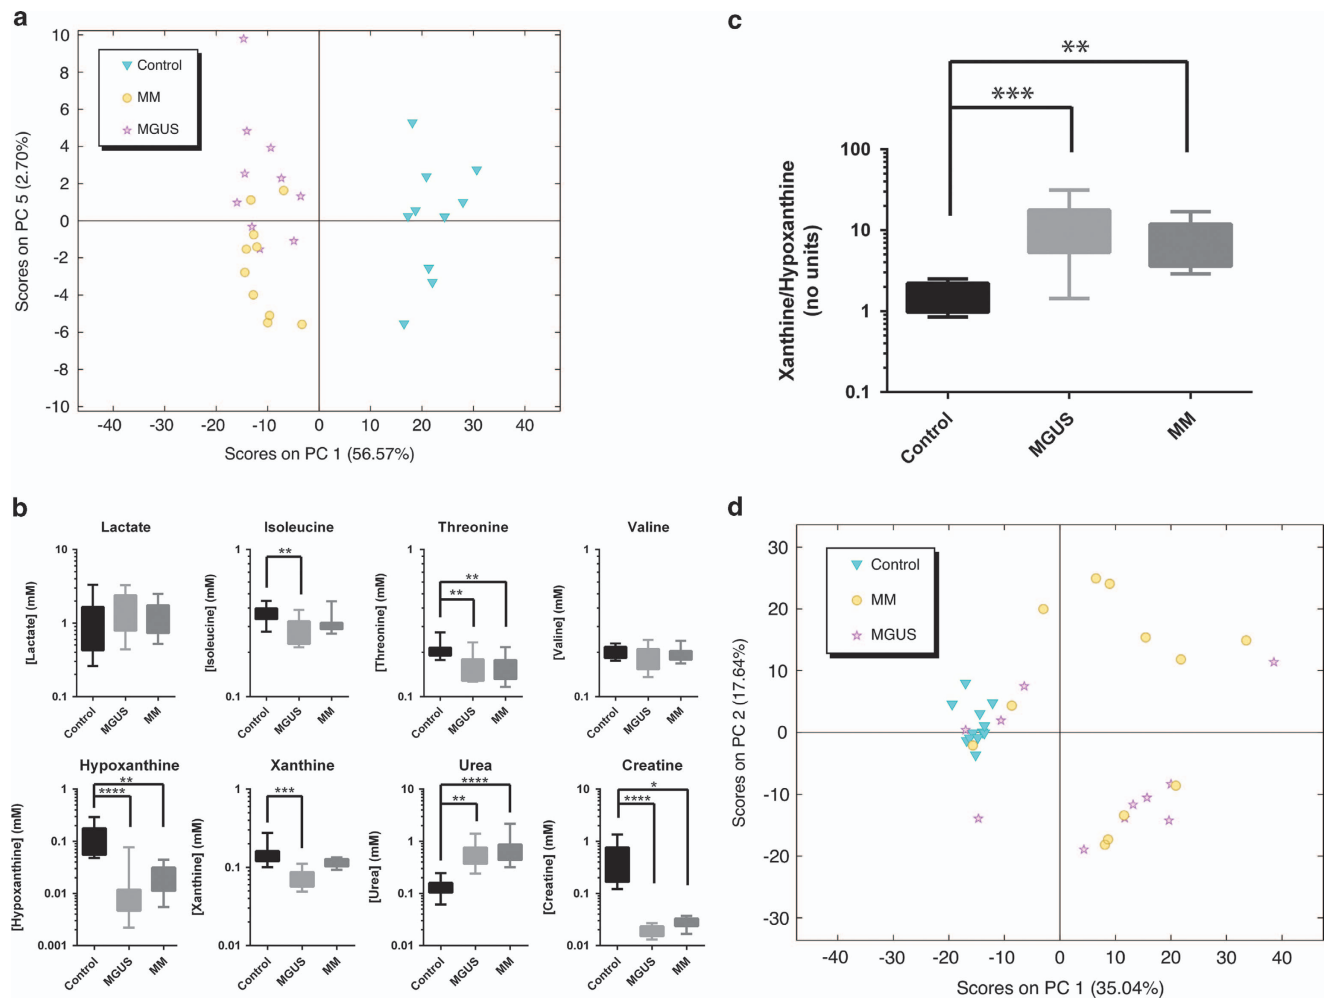 a
10
8
6
4
2
0
-2
-4
-6
-8
-10
Scores on PC 5 (2.70%)
Control
MM
MGUS
-40 -30 -20 -10 0 10 20 30 40
Scores on PC 1 (56.57%)
c
**
***
100
10
1
0.1
Xanthine/Hypoxanthine
(no units)
Control MGUS MM
b
Lactate
10
1
0.1
[Lactate] (mM)
Control MGUS MM
Isoleucine
**
1
0.1
[Isoleucine] (mM)
Control MGUS MM
Threonine
**
**
1
0.1
[Threonine] (mM)
Control MGUS MM
Valine
1
0.1
[Valine] (mM)
Control MGUS MM
Hypoxanthine
**
****
1
0.1
0.01
0.001
[Hypoxanthine] (mM)
Control MGUS MM
Xanthine
***
1
0.1
0.01
[Xanthine] (mM)
Control MGUS MM
Urea
****
**
10
1
0.1
0.01
[Urea] (mM)
Control MGUS MM
Creatine
*
****
10
1
0.1
0.01
[Creatine] (mM)
Control MGUS MM
d
30
20
10
0
-10
-20
-30
Scores on PC 2 (17.64%)
Control
MM
MGUS
-40 -30 -20 -10 0 10 20 30 40
Scores on PC 1 (35.04%)